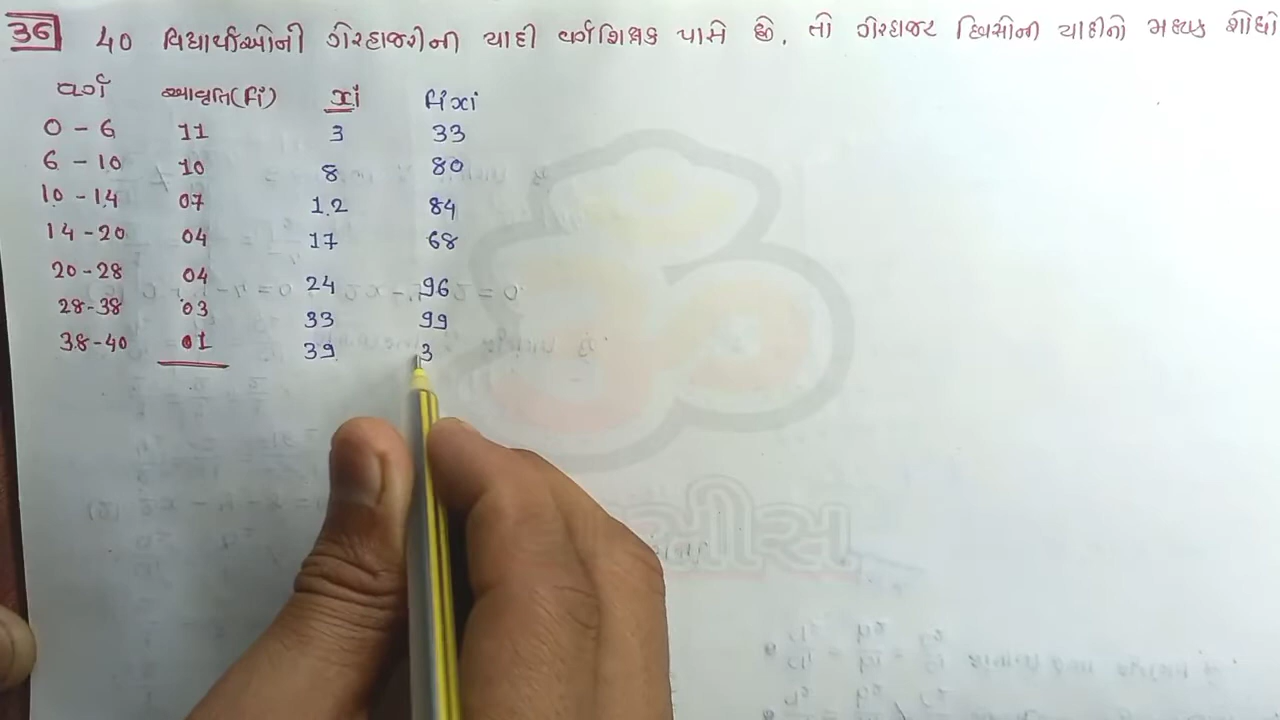 36 40 વિદ્યાર્થીઓની ગેરહાજરીની યાદી વર્ગશિક્ષક પાસે છે. તો ગેરહાજર દિવસોની યાદીનો મધ્યક શોધો
વર્ગ આવૃત્તિ(fi) xi fixi
0 - 6 11 3 33
6 - 10 10 8 80
10 - 14 07 12 84
14 - 20 04 17 68
20 - 28 04 24 96
28 - 38 03 33 99
38 - 40 01 39 3